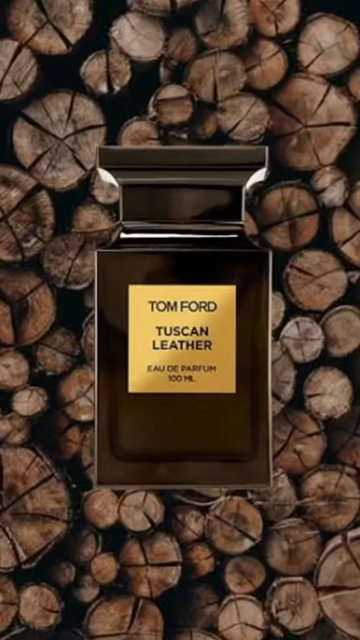 TOM FORD
TUSCAN
LEATHER
EAU DE PARFUM
100 ML